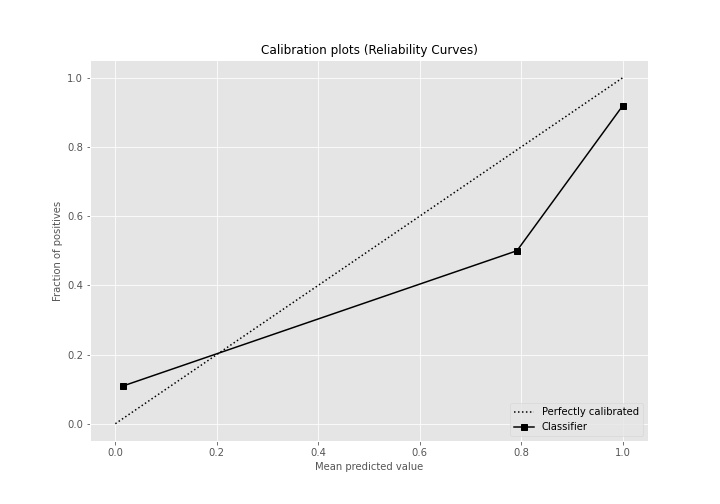 Calibration plots (Reliability Curves)
1.0
0.8
0.6
0.4
0.2
0.0
Fraction of positives
0.0 0.2 0.4 0.6 0.8 1.0
Mean predicted value
Perfectly calibrated
Classifier